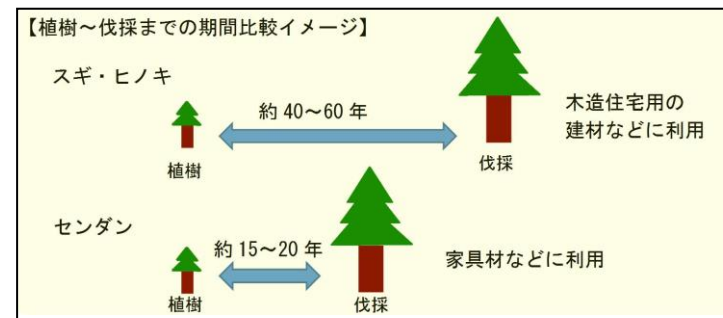 【植樹～伐採までの期間比較イメージ】
スギ・ヒノキ
約 40～60 年
植樹
伐採
木造住宅用の
建材などに利用
センダン
約 15～20 年
植樹
伐採
家具材などに利用